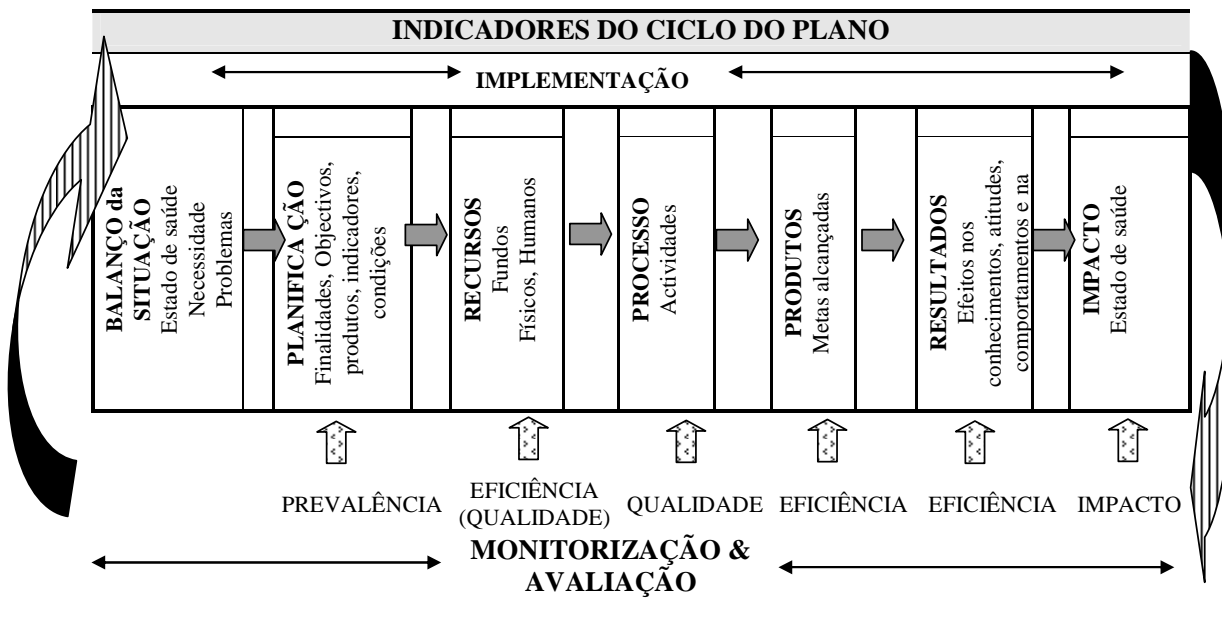 INDICADORES DO CICLO DO PLANO
IMPLEMENTAÇÃO
BALANÇO da
SITUAÇÃO
Estado de saúde
Necessidade
Problemas
PLANIFICA ÇÃO
Finalidades, Objectivos,
produtos, indicadores,
condições
RECURSOS
Fundos
Físicos, Humanos
PROCESSO
Actividades
PRODUTOS
Metas alcançadas
RESULTADOS
Efeitos nos
conhecimentos, atitudes,
comportamentos e na
IMPACTO
Estado de saúde
PREVALÊNCIA
EFICIÊNCIA
(QUALIDADE)
QUALIDADE
EFICIÊNCIA
EFICIÊNCIA
IMPACTO
MONITORIZAÇÃO &
AVALIAÇÃO